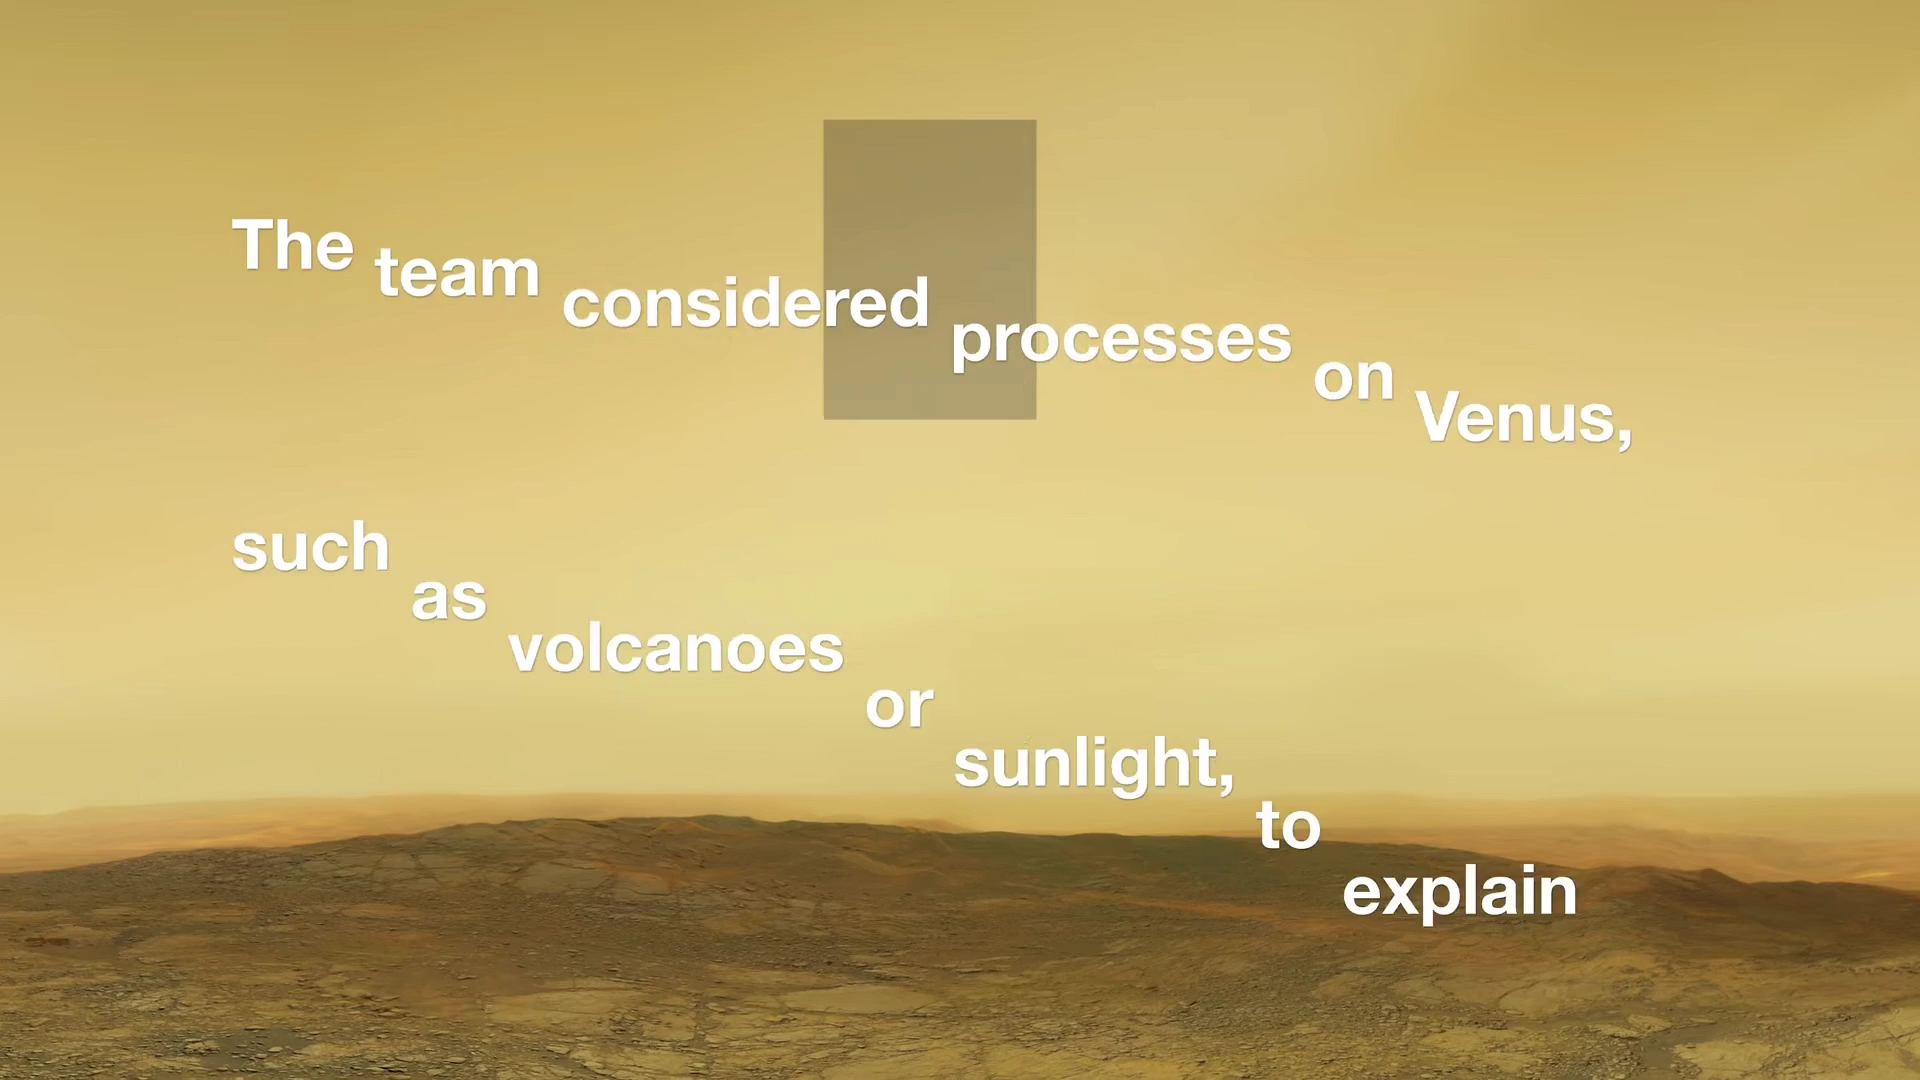 The team considered processes on Venus,
such as volcanoes or sunlight, to explain